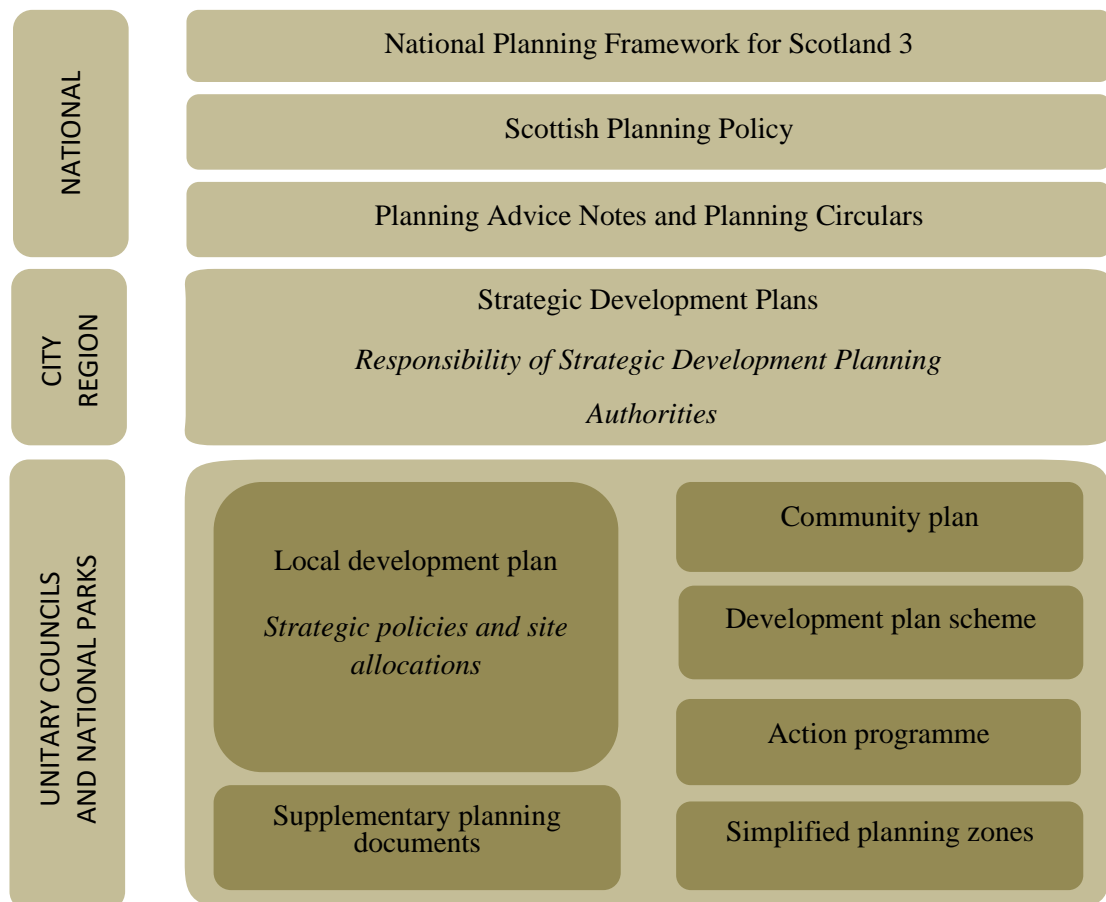 NATIONAL
National Planning Framework for Scotland 3
Scottish Planning Policy
Planning Advice Notes and Planning Circulars
CITY
REGION
Strategic Development Plans
Responsibility of Strategic Development Planning
Authorities
UNITARY COUNCILS
AND NATIONAL PARKS
Local development plan
Strategic policies and site
allocations
Supplementary planning
documents
Community plan
Development plan scheme
Action programme
Simplified planning zones